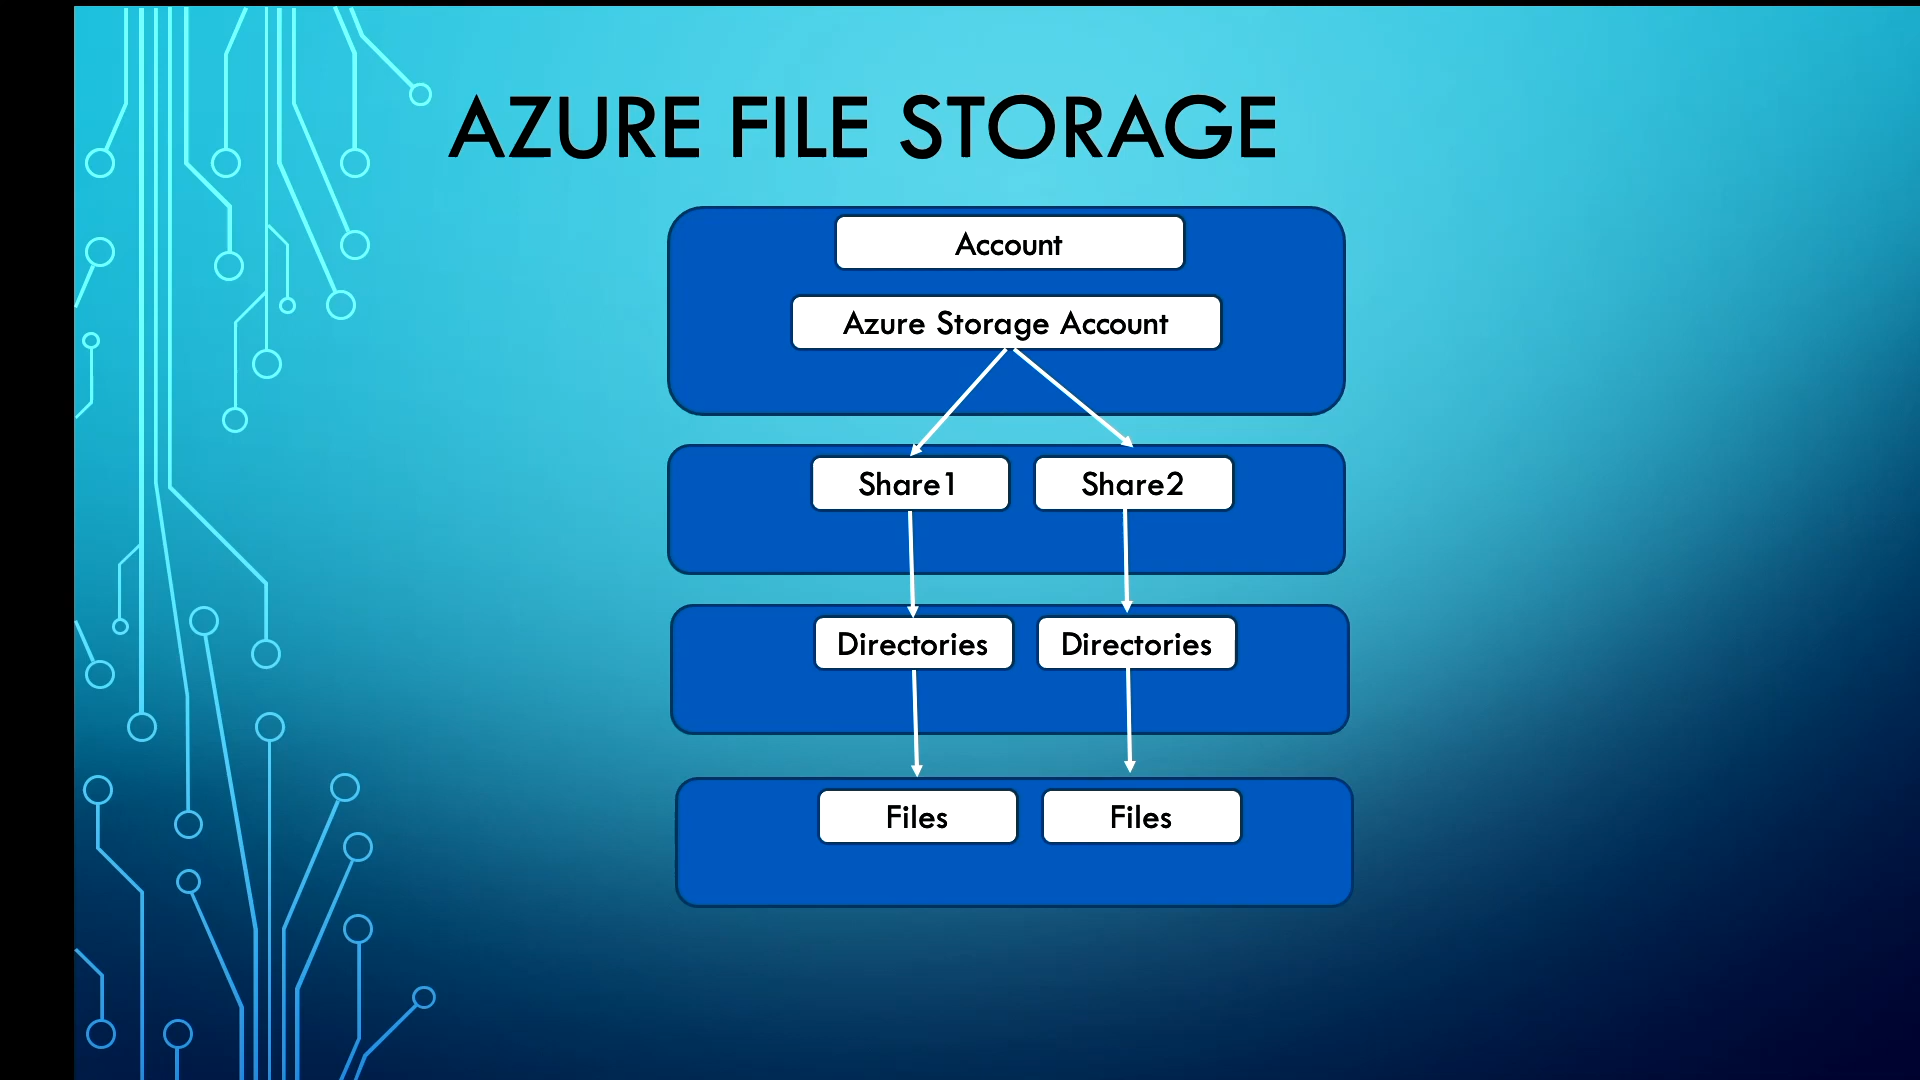 AZURE FILE STORAGE
Account
Azure Storage Account
Share1 Share2
Directories Directories
Files Files